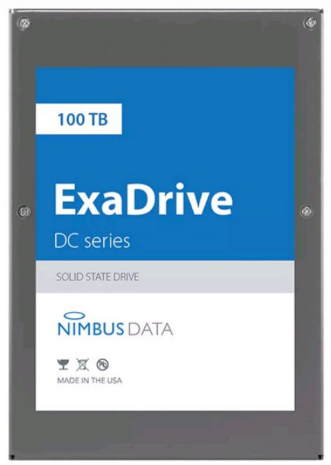 100 TB
ExaDrive
DC series
SOLID STATE DRIVE
NIMBUS DATA
MADE IN THE USA